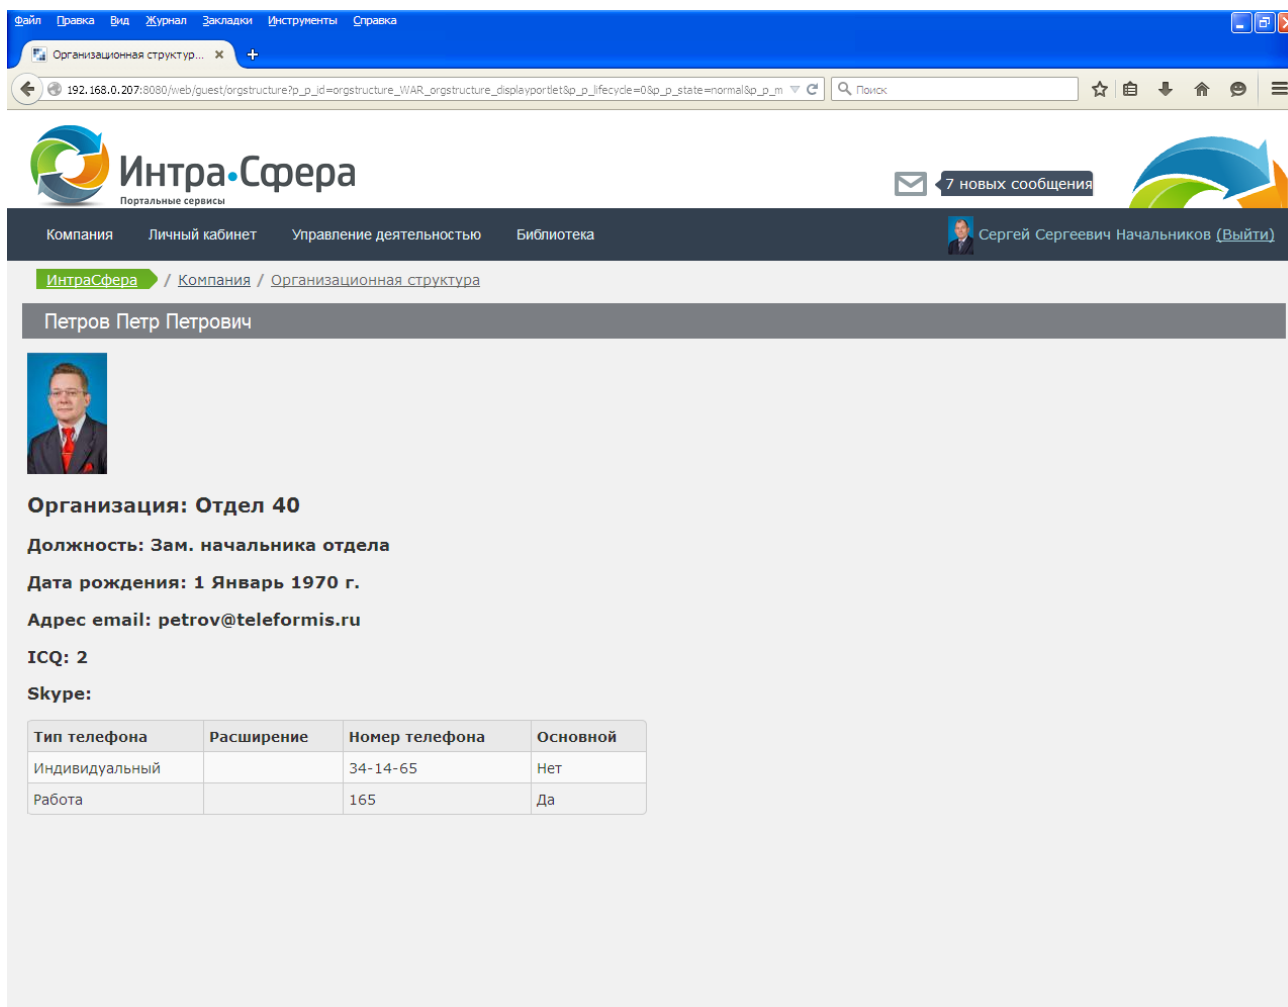 Файл Правка Вид Журнал Закладки Инструменты Справка
Организационная структур... × +
192.168.0.207:8080/web/guest/orgstructure?p_p_id=orgstructure_WAR_orgstructure_displayportlet&p_p_lifecycle=0&p_p_state=normal&p_p_m Поиск
Интра•Сфера
Портальные сервисы
7 новых сообщения
Компания Личный кабинет Управление деятельностью Библиотека Сергей Сергеевич Начальников (Выйти)
ИнтраСфера / Компания / Организационная структура
Петров Петр Петрович
Организация: Отдел 40
Должность: Зам. начальника отдела
Дата рождения: 1 Январь 1970 г.
Адрес email: petrov@teleformis.ru
ICQ: 2
Skype:
Тип телефона Расширение Номер телефона Основной
Индивидуальный 34-14-65 Нет
Работа 165 Да